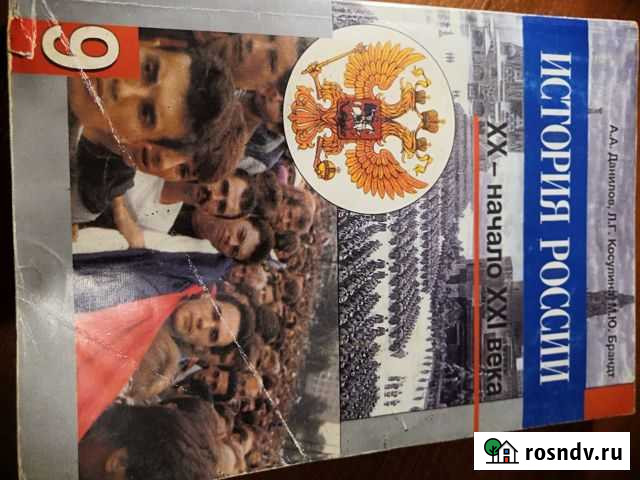 А.А. Данилов, Л.Г. Косулина, М.Ю. Брандт
ИСТОРИЯ РОССИИ
XX – начало XXI века
9
rosndv.ru